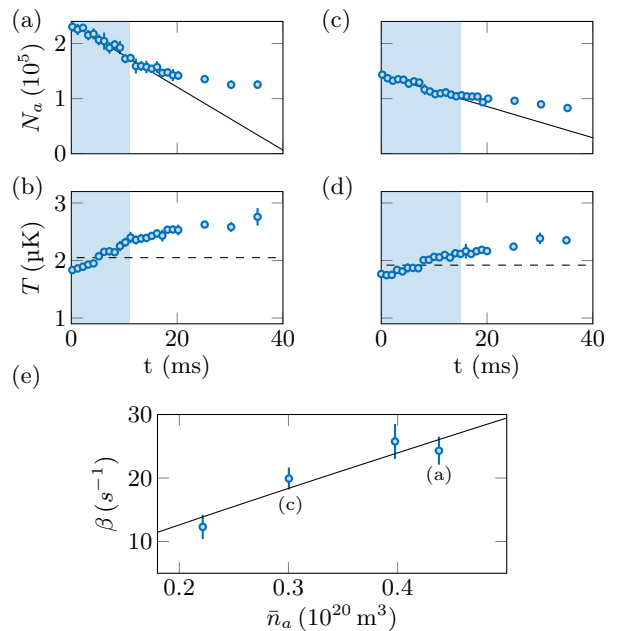 (a) (c)
2
1
0
N_a (10^5)
(b) (d)
3
2
1
T (µK)
0 20 40 0 20 40
t (ms) t (ms)
(e)
30
20
10
β (s^−1)
(a)
(c)
0.2 0.3 0.4
n̄_a (10^20 m^3)